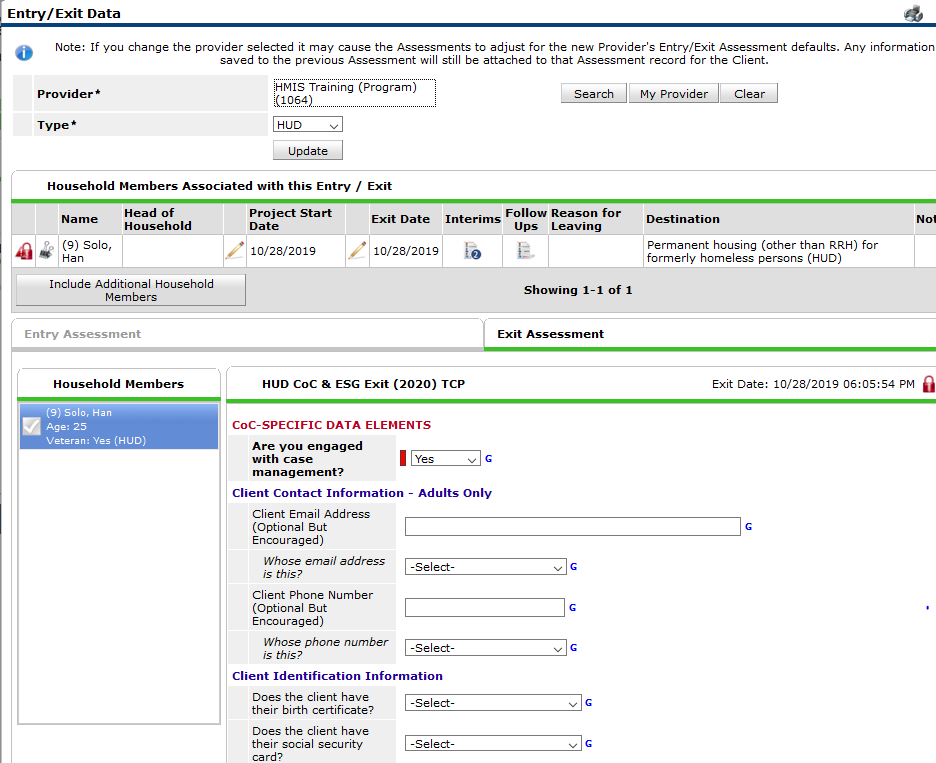 Entry/Exit Data
Note: If you change the provider selected it may cause the Assessments to adjust for the new Provider's Entry/Exit Assessment defaults. Any information
saved to the previous Assessment will still be attached to that Assessment record for the Client.
Provider*
HMIS Training (Program)
(1064)
Search
My Provider
Clear
Type*
HUD
Update
Household Members Associated with this Entry / Exit
Name
Head of
Household
Project Start
Date
Exit Date
Interims
Follow
Ups
Reason for
Leaving
Destination
Not
(9) Solo,
Han
10/28/2019
10/28/2019
Permanent housing (other than RRH) for
formerly homeless persons (HUD)
Include Additional Household
Members
Showing 1-1 of 1
Entry Assessment
Exit Assessment
Household Members
(9) Solo, Han
Age: 25
Veteran: Yes (HUD)
HUD CoC & ESG Exit (2020) TCP
Exit Date: 10/28/2019 06:05:54 PM
CoC-SPECIFIC DATA ELEMENTS
Are you engaged
with case
management?
Yes
G
Client Contact Information - Adults Only
Client Email Address
(Optional But
Encouraged)
G
Whose email address
is this?
-Select-
G
Client Phone Number
(Optional But
Encouraged)
G
Whose phone number
is this?
-Select-
G
Client Identification Information
Does the client have
their birth certificate?
-Select-
G
Does the client have
their social security
card?
-Select-
G